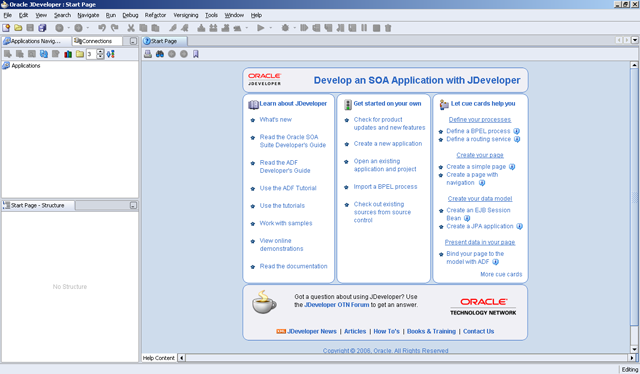 Oracle JDeveloper : Start Page
File Edit View Search Navigate Run Debug Refactor Versioning Tools Window Help
Applications Navig... Connections
3
Applications
Start Page - Structure
No Structure
Start Page
ORACLE
JDEVELOPER
Develop an SOA Application with JDeveloper
Learn about JDeveloper
What's new
Read the Oracle SOA
Suite Developer's Guide
Read the ADF
Developer's Guide
Use the ADF Tutorial
Use the tutorials
Work with samples
View online
demonstrations
Read the documentation
Get started on your own
Check for product
updates and new features
Create a new application
Open an existing
application and project
Import a BPEL process
Check out existing
sources from source
control
Let cue cards help you
Define your processes
Define a BPEL process
Define a routing service
Create your page
Create a simple page
Create a page with
navigation
Create your data model
Create an EJB Session
Bean
Create a JPA application
Present data in your page
Bind your page to the
model with ADF
More cue cards
Got a question about using JDeveloper? Use
the JDeveloper OTN Forum to get an answer.
ORACLE
TECHNOLOGY NETWORK
JDeveloper News | Articles | How To's | Books & Training | Contact Us
Copyright © 2006, Oracle. All Rights Reserved
Help Content
Editing